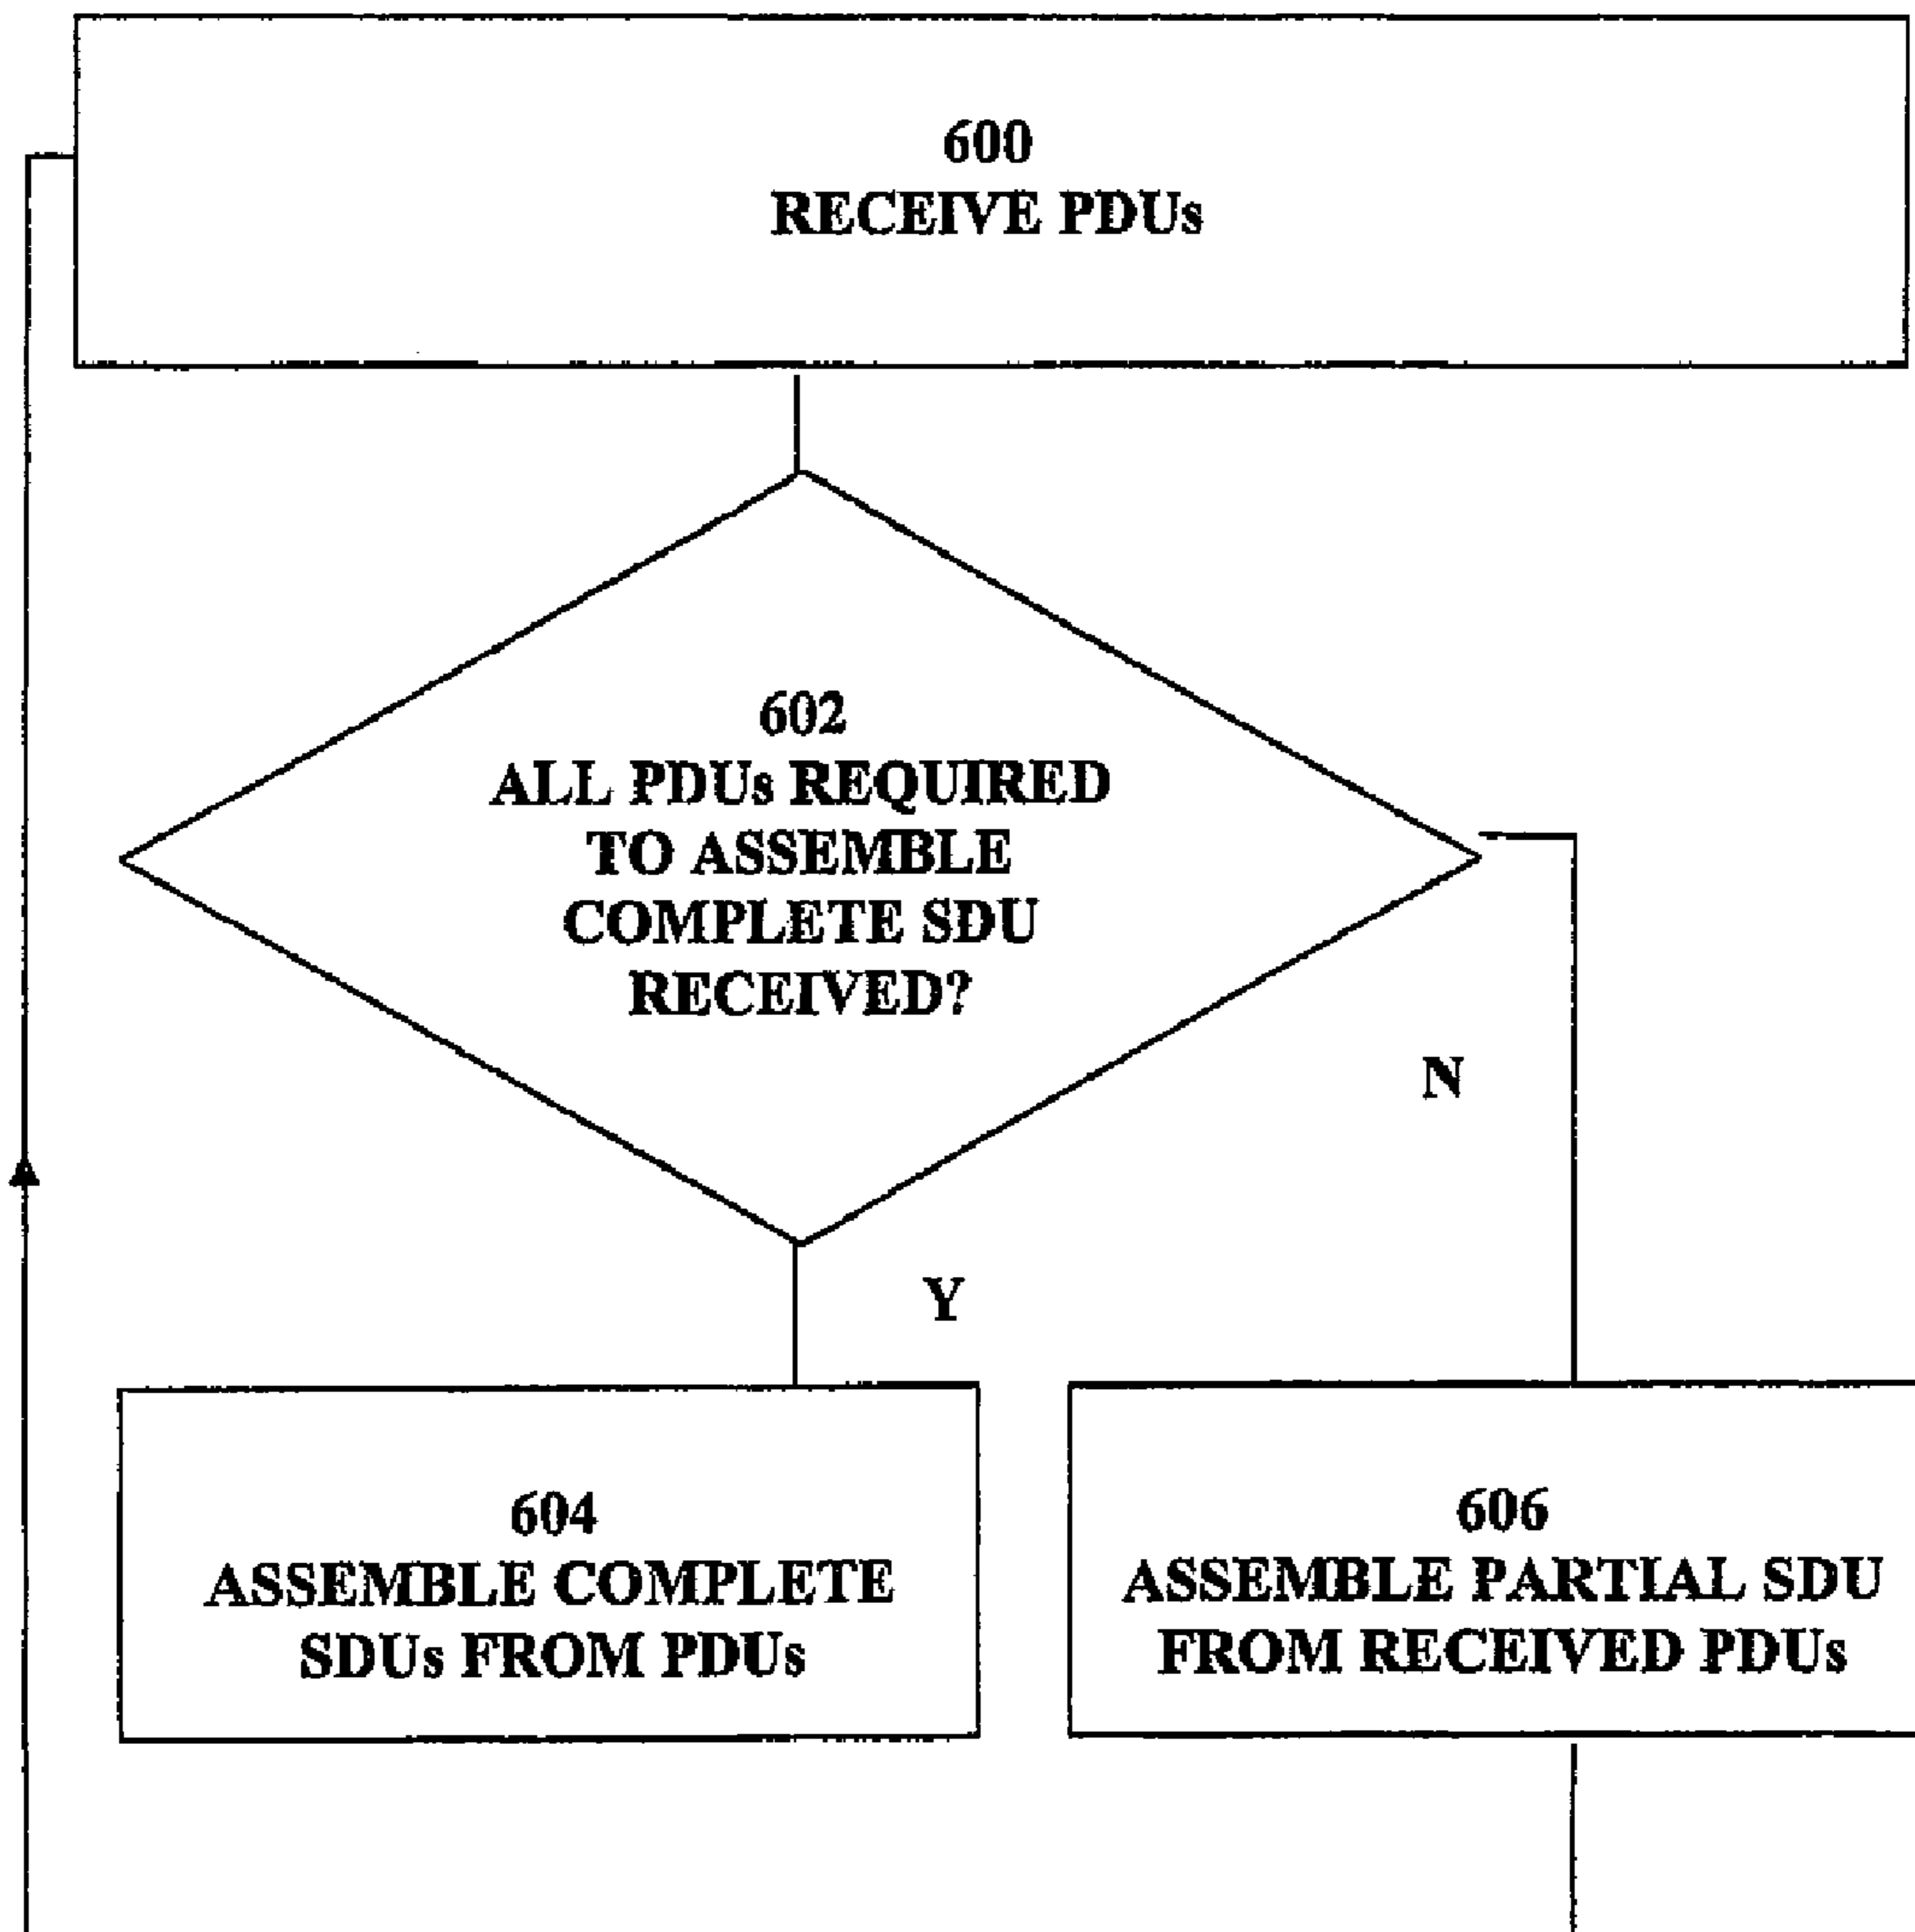 600
RECEIVE PDUs
602
ALL PDUs REQUIRED
TO ASSEMBLE
COMPLETE SDU
RECEIVED?
N
Y
604
ASSEMBLE COMPLETE
SDUs FROM PDUs
606
ASSEMBLE PARTIAL SDU
FROM RECEIVED PDUs